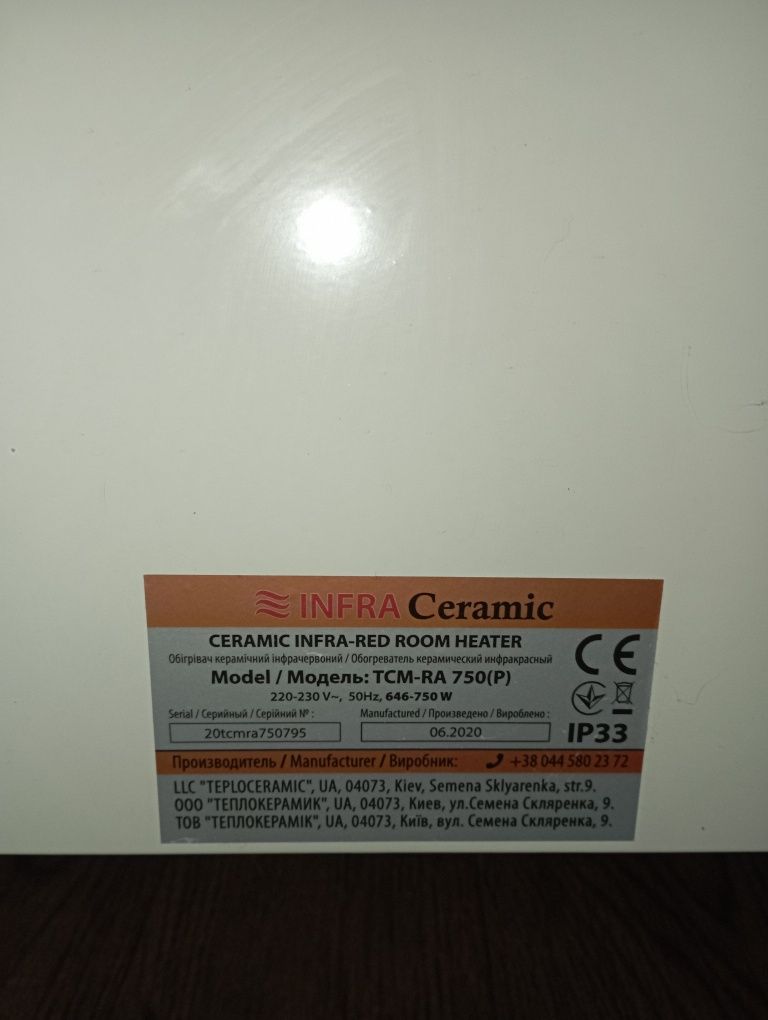 INFRA Ceramic
CERAMIC INFRA-RED ROOM HEATER
Обігрівач керамічний інфрачервоний / Обогреватель керамический инфракрасный
Model / Модель: TCM-RA 750(P)
220-230 V~, 50Hz, 646-750 W
Serial / Серийный / Серійний № : Manufactured / Произведено / Вироблено :
20tcmra750795 06.2020
CE
IP33
Производитель / Manufacturer / Виробник: +38 044 580 23 72
LLC "TEPLOCERAMIC", UA, 04073, Kiev, Semena Sklyarenka, str.9.
ООО "ТЕПЛОКЕРАМИК", UA, 04073, Киев, ул.Семена Скляренка, 9.
ТОВ "ТЕПЛОКЕРАМІК", UA, 04073, Київ, вул. Семена Скляренка, 9.